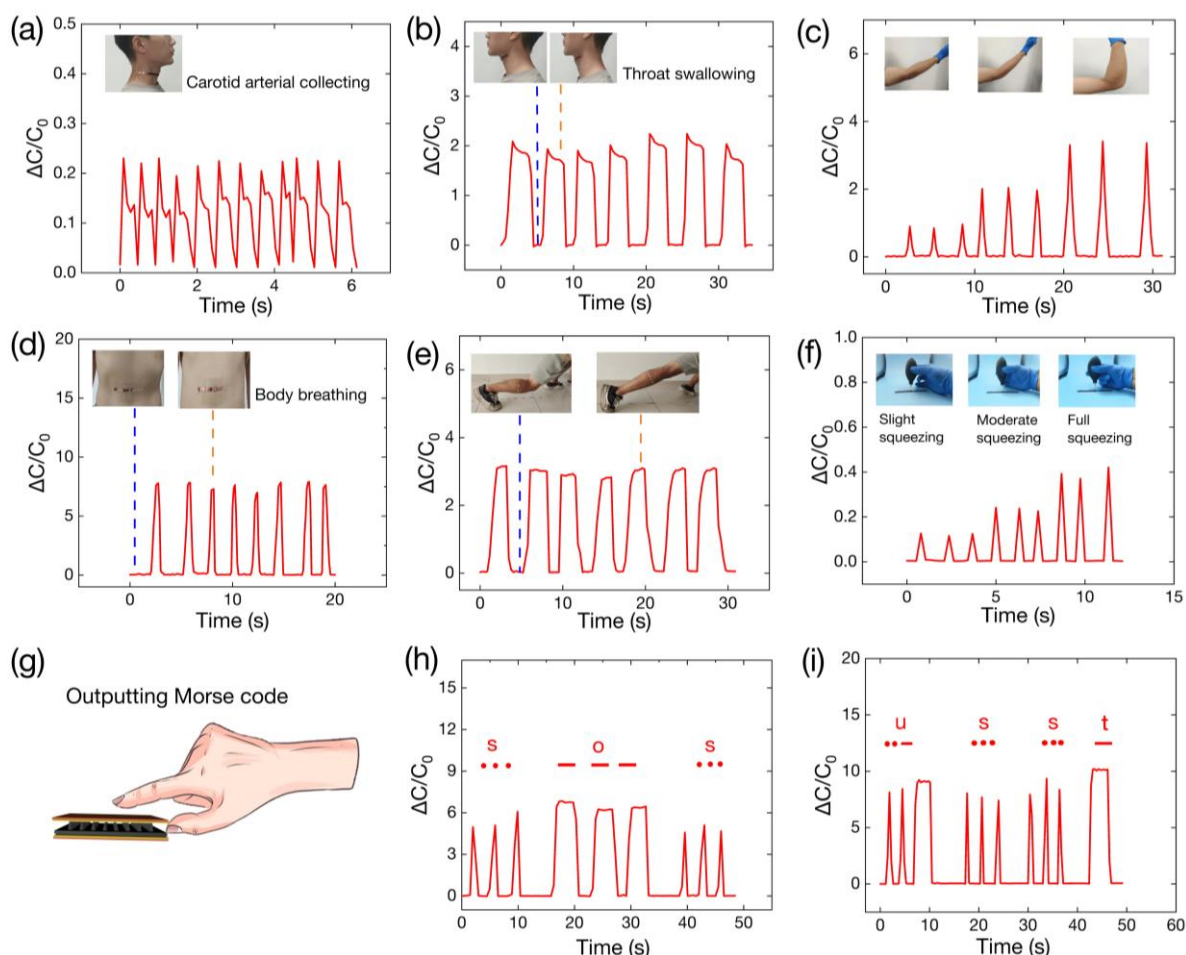 (a)
0.5
0.4
0.3
0.2
0.1
0.0
ΔC/C₀
Carotid arterial collecting
0 2 4 6
Time (s)
(b)
4
3
2
1
0
ΔC/C₀
Throat swallowing
0 10 20 30
Time (s)
(c)
6
4
2
0
ΔC/C₀
0 10 20 30
Time (s)
(d)
20
15
10
5
0
ΔC/C₀
Body breathing
0 10 20
Time (s)
(e)
6
4
2
0
ΔC/C₀
0 10 20 30
Time (s)
(f)
1.0
0.8
0.6
0.4
0.2
0.0
ΔC/C₀
Slight squeezing
Moderate squeezing
Full squeezing
0 5 10 15
Time (s)
(g)
Outputting Morse code
(h)
15
12
9
6
3
0
ΔC/C₀
s o s
0 10 20 30 40 50
Time (s)
(i)
20
15
10
5
0
ΔC/C₀
u s s t
0 10 20 30 40 50 60
Time (s)